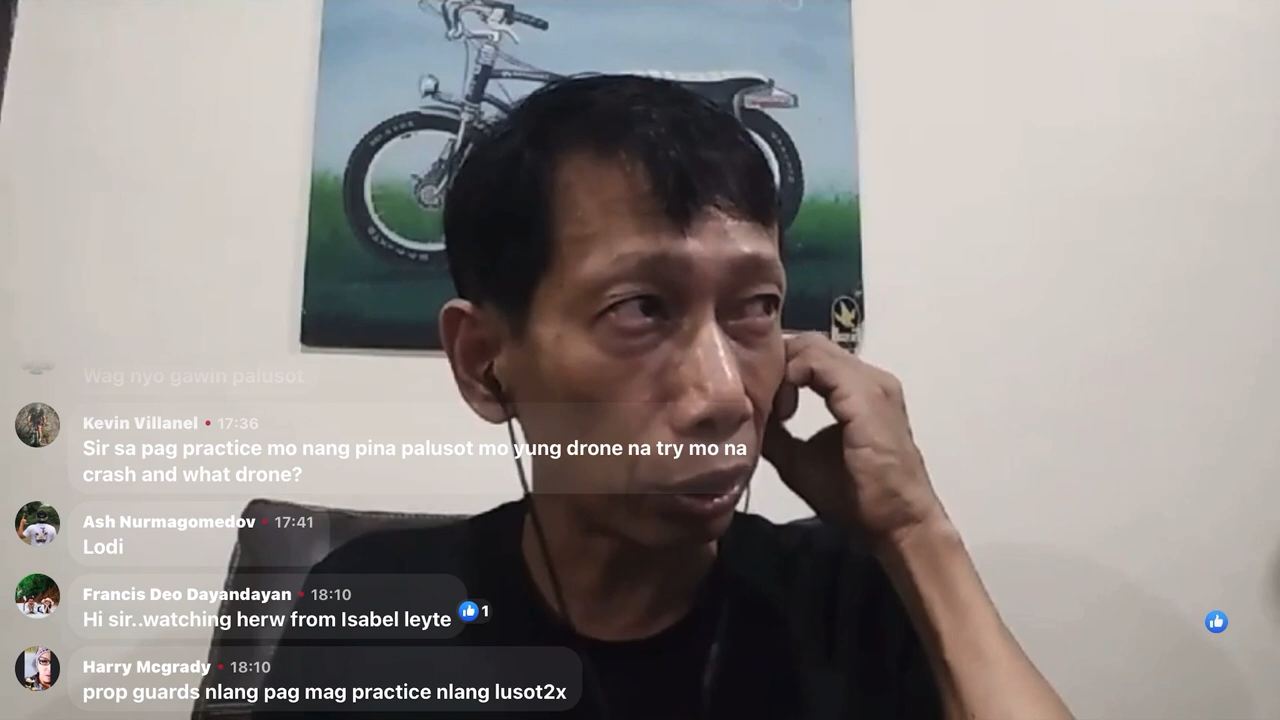 Wag nyo gawin palusot
Kevin Villanel • 17:36
Sir sa pag practice mo nang pina palusot mo yung drone na try mo na
crash and what drone?
Ash Nurmagomedov • 17:41
Lodi
Francis Deo Dayandayan • 18:10
Hi sir..watching herw from Isabel leyte
1
Harry Mcgrady • 18:10
prop guards nlang pag mag practice nlang lusot2x